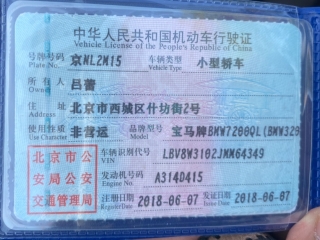 中华人民共和国机动车行驶证
Vehicle License of the People's Republic of China
号牌号码 京NL2M15 车辆类型 小型轿车
Plate No. Vehicle Type
所有人 吕蕾
Owner
住址 北京市西城区什坊街2号
Address
使用性质 非营运 品牌型号 宝马牌BMW7200QL(BMW329
Use Character
车辆识别代号 LBV8W3102JMM64349
VIN
发动机号码 A3140415
Engine No.
注册日期 2018-06-07 发证日期 2018-06-07
Register Date Issue Date
北京市公
安局公安
交通管理局